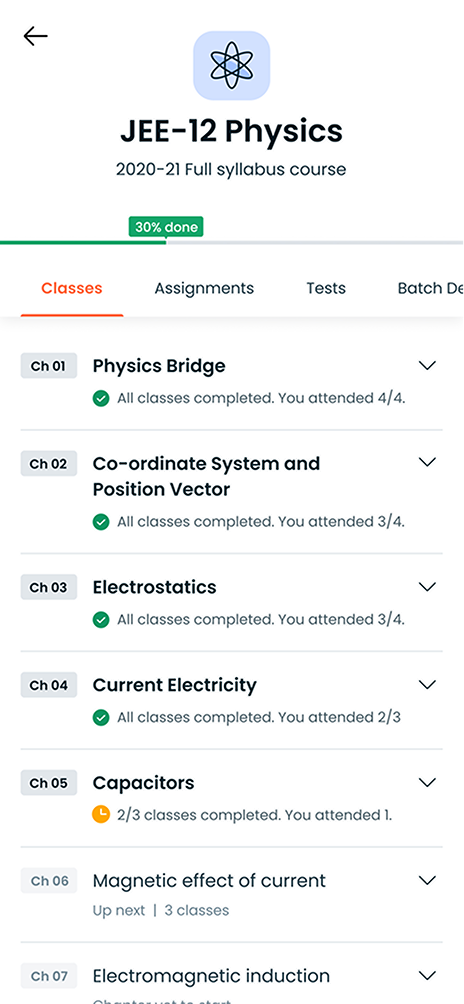 JEE-12 Physics
2020-21 Full syllabus course
30% done
Classes Assignments Tests Batch De
Ch 01 Physics Bridge
All classes completed. You attended 4/4.
Ch 02 Co-ordinate System and
Position Vector
All classes completed. You attended 3/4.
Ch 03 Electrostatics
All classes completed. You attended 3/4.
Ch 04 Current Electricity
All classes completed. You attended 2/3
Ch 05 Capacitors
2/3 classes completed. You attended 1.
Ch 06 Magnetic effect of current
Up next | 3 classes
Ch 07 Electromagnetic induction
Chapter yet to start